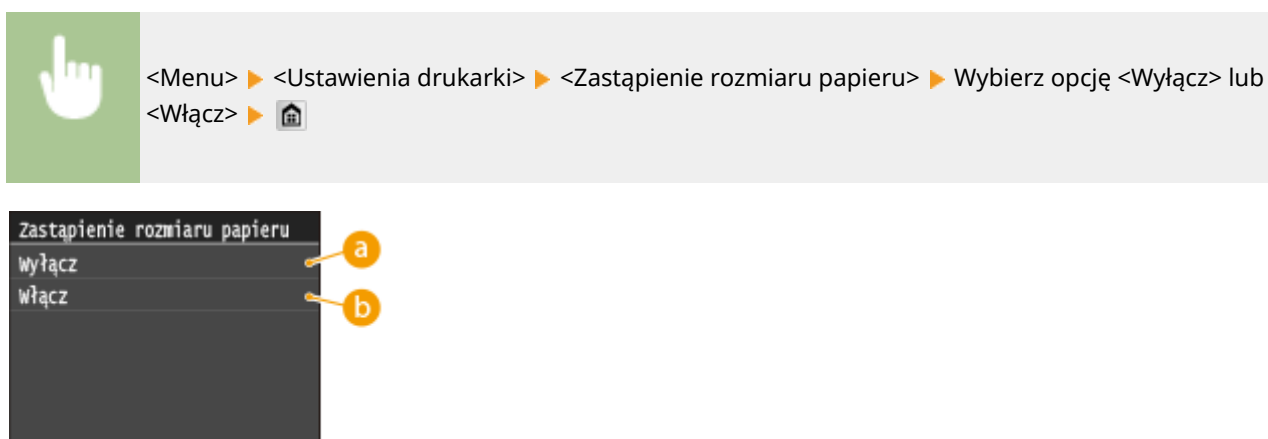 <Menu> ▶ <Ustawienia drukarki> ▶ <Zastąpienie rozmiaru papieru> ▶ Wybierz opcję <Wyłącz> lub
<Włącz> ▶
Zastąpienie rozmiaru papieru
Wyłącz
a
Włącz
b